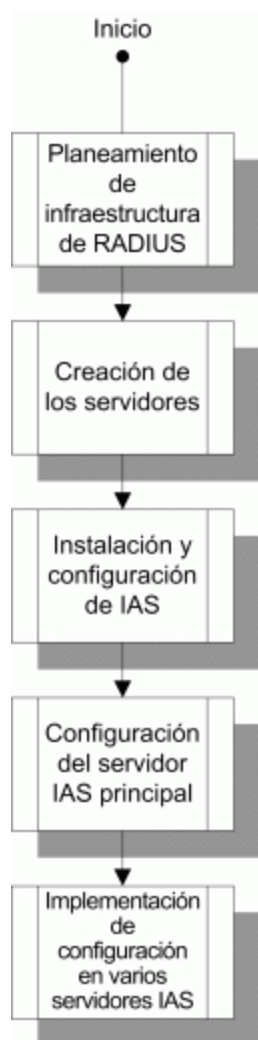 Inicio
Planeamiento
de
infraestructura
de RADIUS
Creación de
los servidores
Instalación y
configuración
de IAS
Configuración
del servidor
IAS principal
Implementación
de
configuración
en varios
servidores IAS